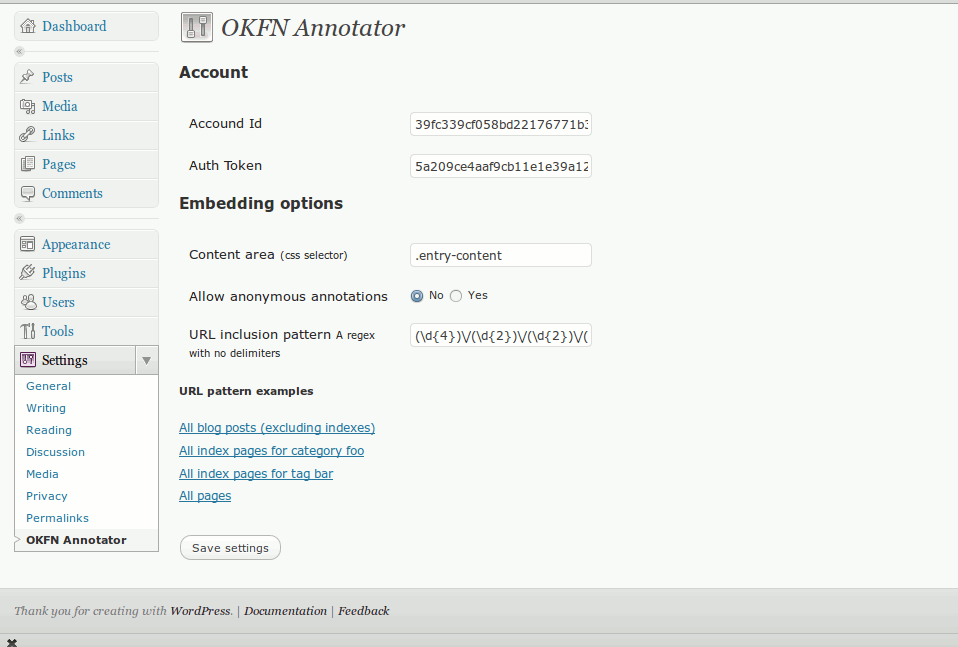 Dashboard
Posts
Media
Links
Pages
Comments
Appearance
Plugins
Users
Tools
Settings
General
Writing
Reading
Discussion
Media
Privacy
Permalinks
OKFN Annotator
OKFN Annotator
Account
Accound Id
39fc339cf058bd22176771b3
Auth Token
5a209ce4aaf9cb11e1e39a12
Embedding options
Content area (css selector)
.entry-content
Allow anonymous annotations
No Yes
URL inclusion pattern A regex
with no delimiters
(\d{4})\/(\d{2})\/(\d{2})\/(
URL pattern examples
All blog posts (excluding indexes)
All index pages for category foo
All index pages for tag bar
All pages
Save settings
Thank you for creating with WordPress. | Documentation | Feedback